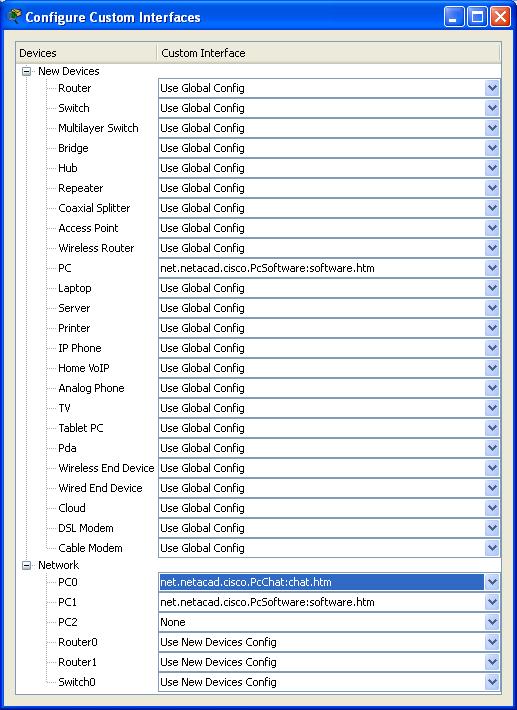 Configure Custom Interfaces
Devices Custom Interface
New Devices
Router Use Global Config
Switch Use Global Config
Multilayer Switch Use Global Config
Bridge Use Global Config
Hub Use Global Config
Repeater Use Global Config
Coaxial Splitter Use Global Config
Access Point Use Global Config
Wireless Router Use Global Config
PC net.netacad.cisco.PcSoftware:software.htm
Laptop Use Global Config
Server Use Global Config
Printer Use Global Config
IP Phone Use Global Config
Home VoIP Use Global Config
Analog Phone Use Global Config
TV Use Global Config
Tablet PC Use Global Config
Pda Use Global Config
Wireless End Device Use Global Config
Wired End Device Use Global Config
Cloud Use Global Config
DSL Modem Use Global Config
Cable Modem Use Global Config
Network
PC0 net.netacad.cisco.PcChat:chat.htm
PC1 net.netacad.cisco.PcSoftware:software.htm
PC2 None
Router0 Use New Devices Config
Router1 Use New Devices Config
Switch0 Use New Devices Config